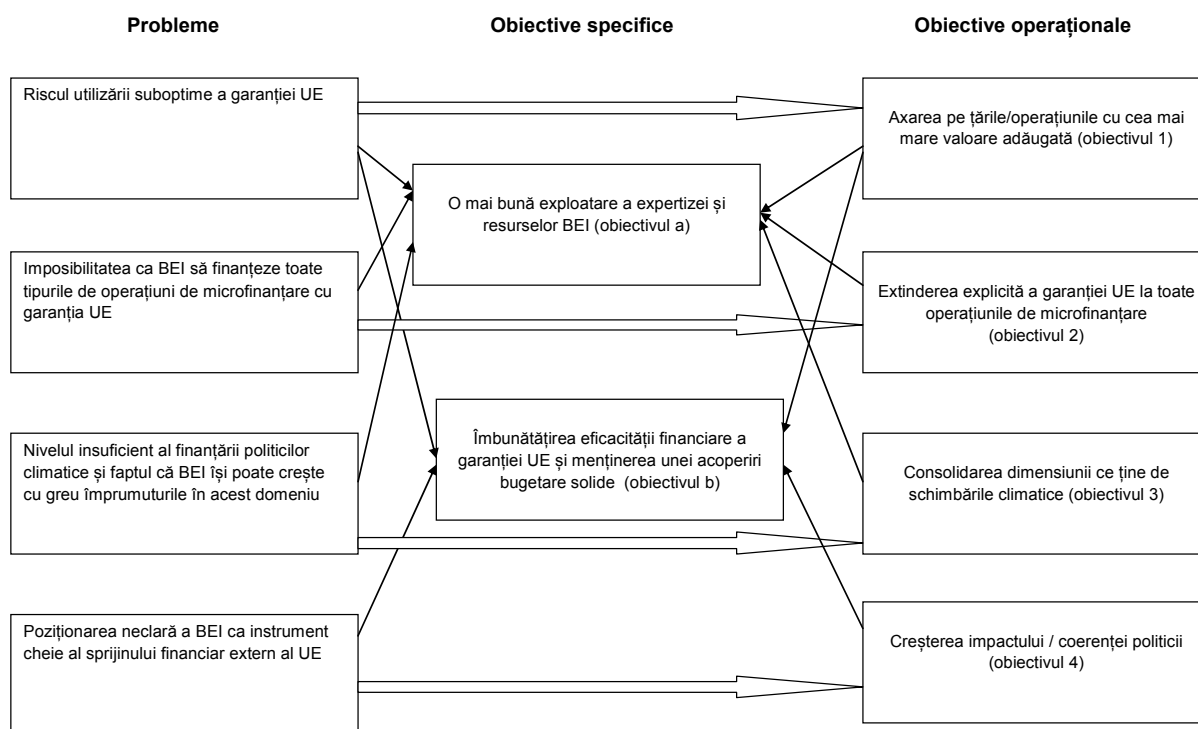 Probleme
Obiective specifice
Obiective operaționale
Riscul utilizării suboptime a garanției UE
Axarea pe țările/operațiunile cu cea mai
mare valoare adăugată (obiectivul 1)
O mai bună exploatare a expertizei și
resurselor BEI (obiectivul a)
Imposibilitatea ca BEI să finanțeze toate
tipurile de operațiuni de microfinanțare cu
garanția UE
Extinderea explicită a garanției UE la toate
operațiunile de microfinanțare
(obiectivul 2)
Nivelul insuficient al finanțării politicilor
climatice și faptul că BEI își poate crește
cu greu împrumuturile în acest domeniu
Îmbunătățirea eficacității financiare a
garanției UE și menținerea unei acoperiri
bugetare solide (obiectivul b)
Consolidarea dimensiunii ce ține de
schimbările climatice (obiectivul 3)
Poziționarea neclară a BEI ca instrument
cheie al sprijinului financiar extern al UE
Creșterea impactului / coerenței politicii
(obiectivul 4)